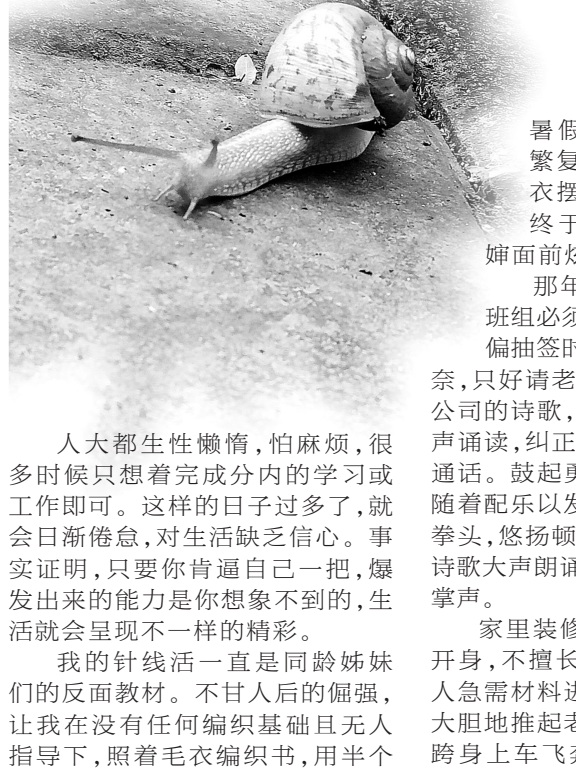 人大都生性懒惰,怕麻烦,很
多时候只想着完成分内的学习或
工作即可。这样的日子过多了,就
会日渐倦怠,对生活缺乏信心。事
实证明,只要你肯逼自己一把,爆
发出来的能力是你想象不到的,生
活就会呈现不一样的精彩。
我的针线活一直是同龄姊妹
们的反面教材。不甘人后的倔强,
让我在没有任何编织基础且无人
指导下,照着毛衣编织书,用半个
暑假
繁复
衣摆
终于
婶面前炫
那年
班组必须
偏抽签时
奈,只好请老
公司的诗歌,
声诵读,纠正
通话。鼓起勇
随着配乐以发
拳头,悠扬顿
诗歌大声朗诵
掌声。
家里装修
开身,不擅长
人急需材料进
大胆地推起老
跨身上车飞奔